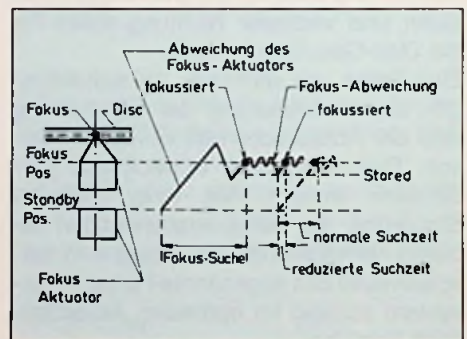 Abweichung des
Fokus-Aktuators
fokussiert
Fokus-Abweichung
fokussiert
Fokus
Disc
Fokus
Pos
Standby
Pos.
Stored
normale Suchzeit
Fokus-Suche
reduzierte Suchzeit
Fokus
Aktuator